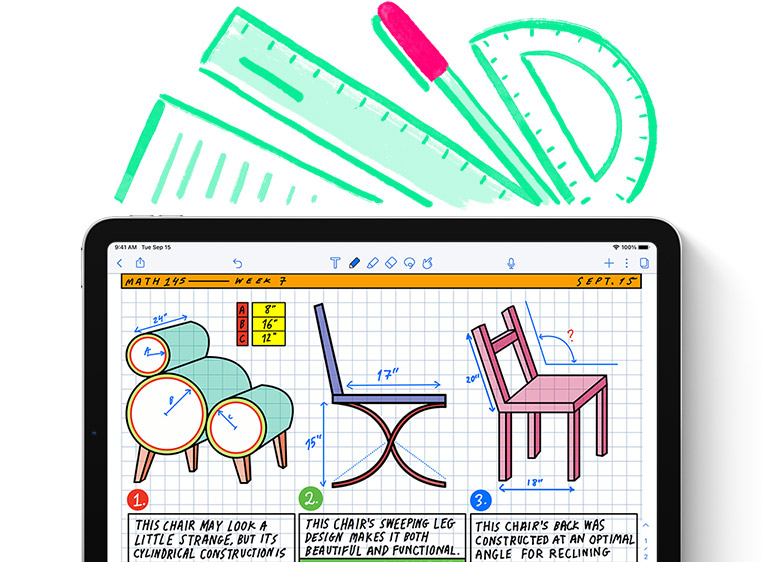 9:41 AM Tue Sep 15
100%
MATH 145 WEEK 7
SEPT. 15
24"
A 8"
B 16"
C 12"
A
B
C
17"
15"
?
20"
18"
1.
2.
3.
THIS CHAIR MAY LOOK A
LITTLE STRANGE, BUT ITS
CYLINDRICAL CONSTRUCTION IS
THIS CHAIR'S SWEEPING LEG
DESIGN MAKES IT BOTH
BEAUTIFUL AND FUNCTIONAL.
THIS CHAIR'S BACK WAS
CONSTRUCTED AT AN OPTIMAL
ANGLE FOR RECLINING
1
/
2